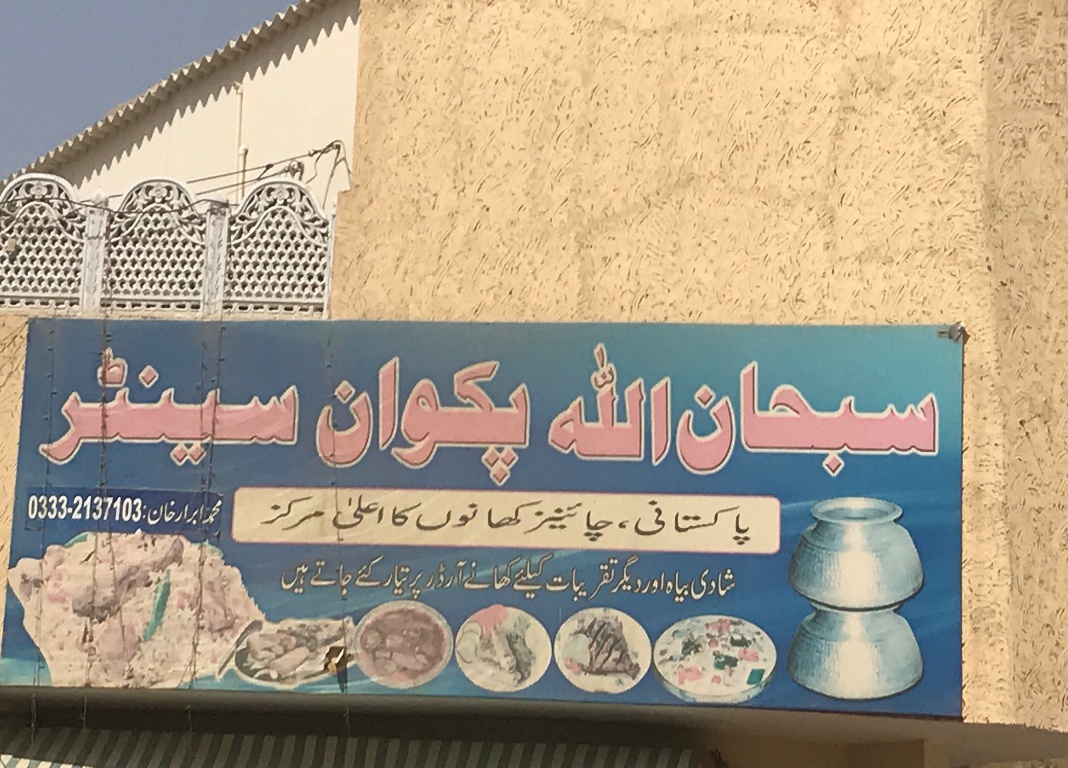 سبحان اللہ پکوان سینٹر
پاکستانی، چائینیز کھانوں کا اعلیٰ مرکز
محمد ابرار خان: 0333-2137103
شادی بیاہ اور دیگر تقریبات کیلئے کھانے آرڈر پر تیار کئے جاتے ہیں